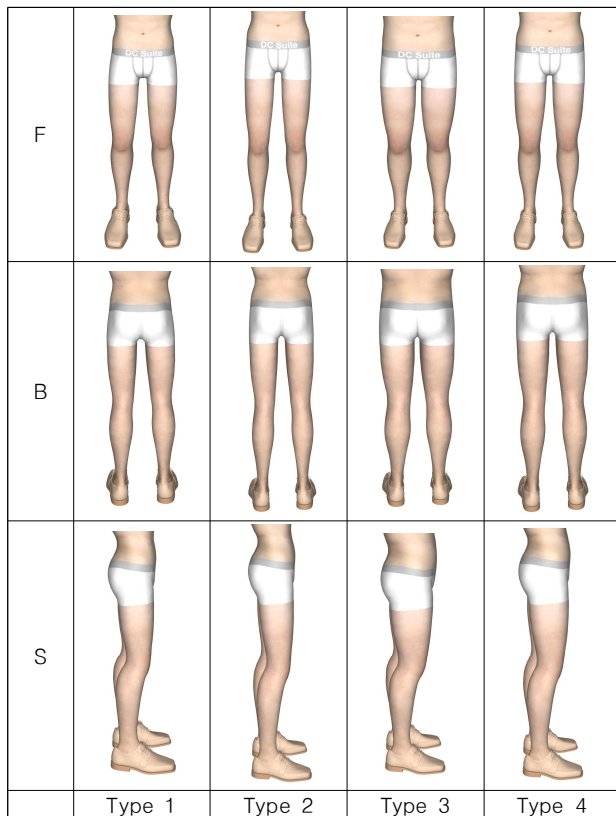 F
DC Suite
DC Suite
DC Suite
DC Suite
B
S
Type 1
Type 2
Type 3
Type 4